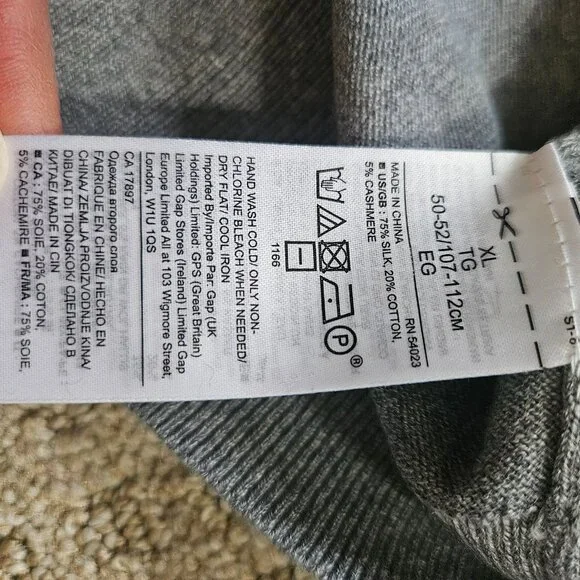 XL
TG
50-52/107-112CM
EG
MADE IN CHINA
RN 54023
■ US/GB : 75% SILK, 20% COTTON,
5% CASHMERE
P
®
1166
HAND WASH COLD/ ONLY NON-
CHLORINE BLEACH WHEN NEEDED/
DRY FLAT/ COOL IRON
Imported By/Importe Par: Gap (UK
Holdings) Limited: GPS (Great Britain)
Limited Gap Stores (Ireland) Limited Gap
Europe Limited All at 103 Wigmore Street,
London, W1U 1QS
CA 17897
Одежда второго слоя
FABRIQUE EN CHINE/ HECHO EN
CHINA/ ZEMLJA PROIZVODNJE KINA/
DIBUAT DI TIONGKOK/ СДЕЛАНО В
КИТАЕ/ MADE IN CIN
■ CA : 75% SOIE, 20% COTON,
5% CACHEMIRE ■ FR/MA : 75% SOIE,